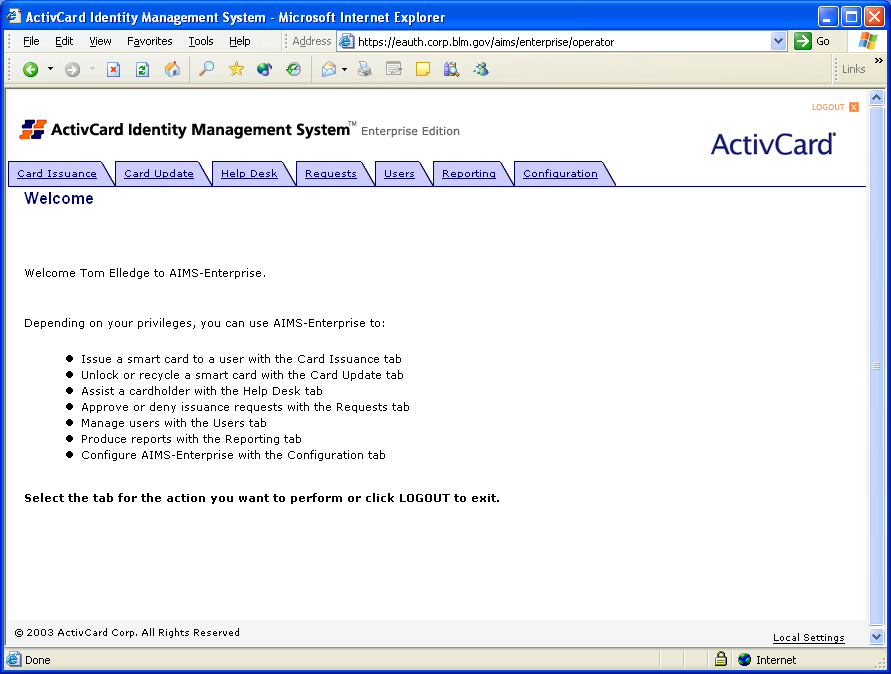 ActivCard Identity Management System - Microsoft Internet Explorer
File Edit View Favorites Tools Help Address https://eauth.corp.blm.gov/aims/enterprise/operator Go
Links »
LOGOUT X
ActivCard Identity Management System™ Enterprise Edition
ActivCard
Card Issuance Card Update Help Desk Requests Users Reporting Configuration
Welcome
Welcome Tom Elledge to AIMS-Enterprise.
Depending on your privileges, you can use AIMS-Enterprise to:
● Issue a smart card to a user with the Card Issuance tab
● Unlock or recycle a smart card with the Card Update tab
● Assist a cardholder with the Help Desk tab
● Approve or deny issuance requests with the Requests tab
● Manage users with the Users tab
● Produce reports with the Reporting tab
● Configure AIMS-Enterprise with the Configuration tab
Select the tab for the action you want to perform or click LOGOUT to exit.
© 2003 ActivCard Corp. All Rights Reserved
Local Settings
Done Internet